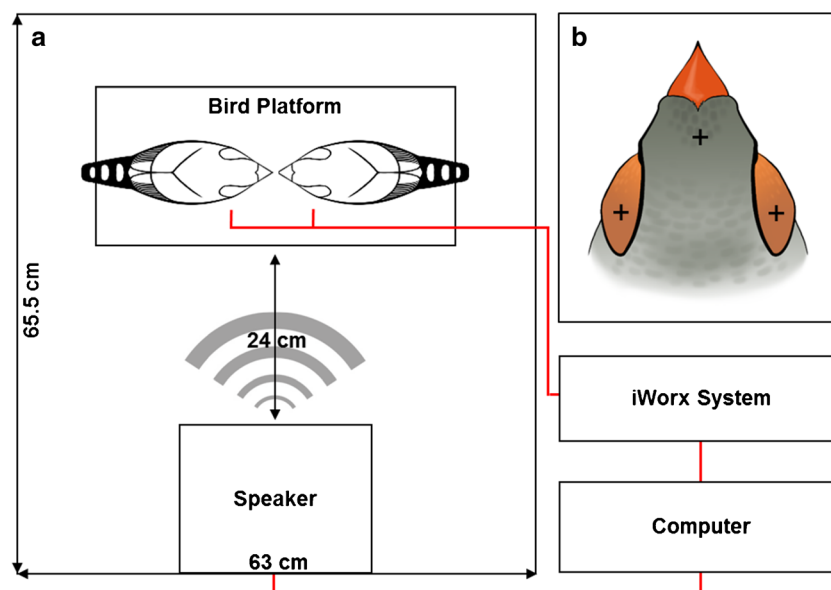 a
Bird Platform
65.5 cm
24 cm
Speaker
63 cm
b
iWorx System
Computer